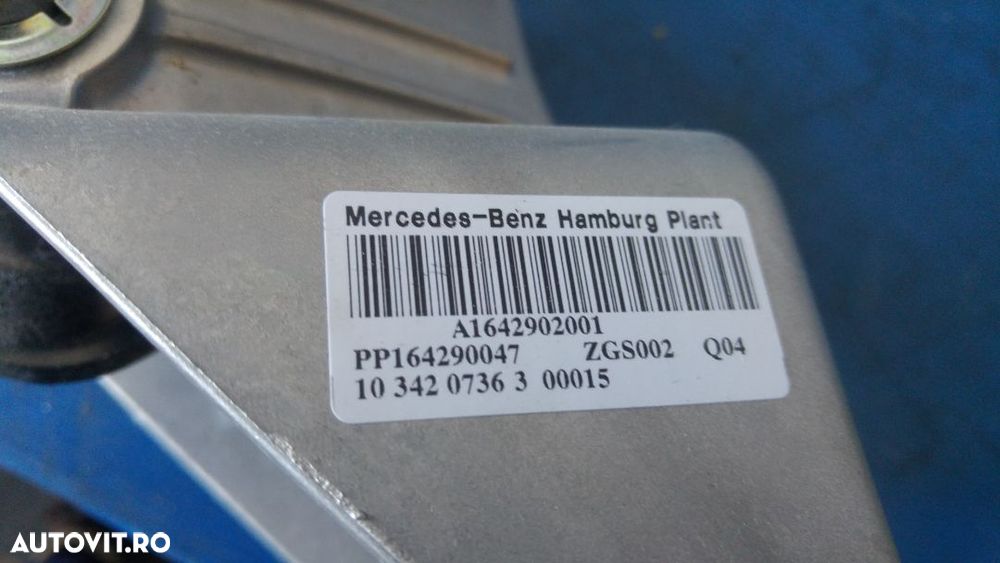 Mercedes-Benz Hamburg Plant
A1642902001
PP164290047 ZGS002 Q04
10 342 0736 3 00015
AUTOVIT.RO